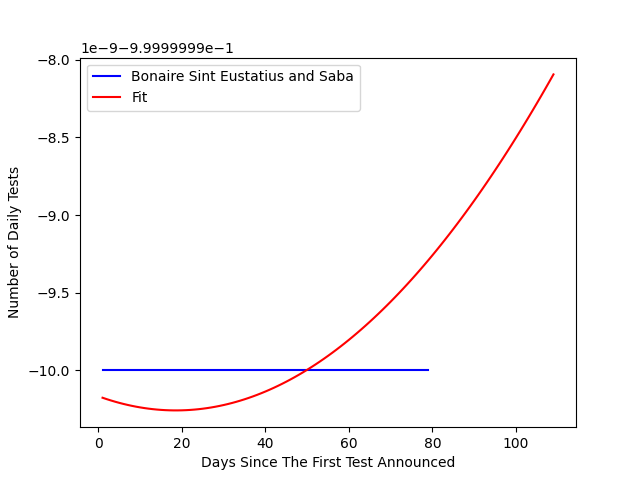 1e−9−9.9999999e−1
−8.0
−8.5
−9.0
−9.5
−10.0
Number of Daily Tests
Bonaire Sint Eustatius and Saba
Fit
0
20
40
60
80
100
Days Since The First Test Announced